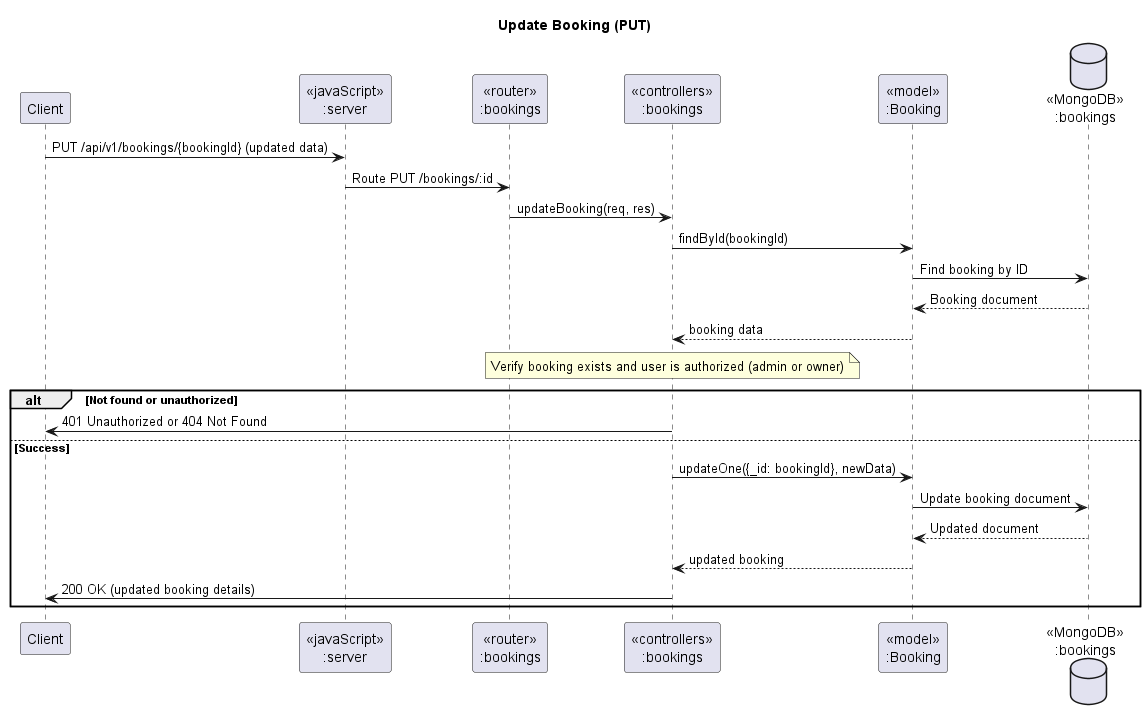 Update Booking (PUT)
Client
«javaScript»
:server
«router»
:bookings
«controllers»
:bookings
«model»
:Booking
«MongoDB»
:bookings
PUT /api/v1/bookings/{bookingId} (updated data)
Route PUT /bookings/:id
updateBooking(req, res)
findById(bookingId)
Find booking by ID
Booking document
booking data
Verify booking exists and user is authorized (admin or owner)
alt [Not found or unauthorized]
401 Unauthorized or 404 Not Found
[Success]
updateOne({_id: bookingId}, newData)
Update booking document
Updated document
updated booking
200 OK (updated booking details)
Client
«javaScript»
:server
«router»
:bookings
«controllers»
:bookings
«model»
:Booking
«MongoDB»
:bookings